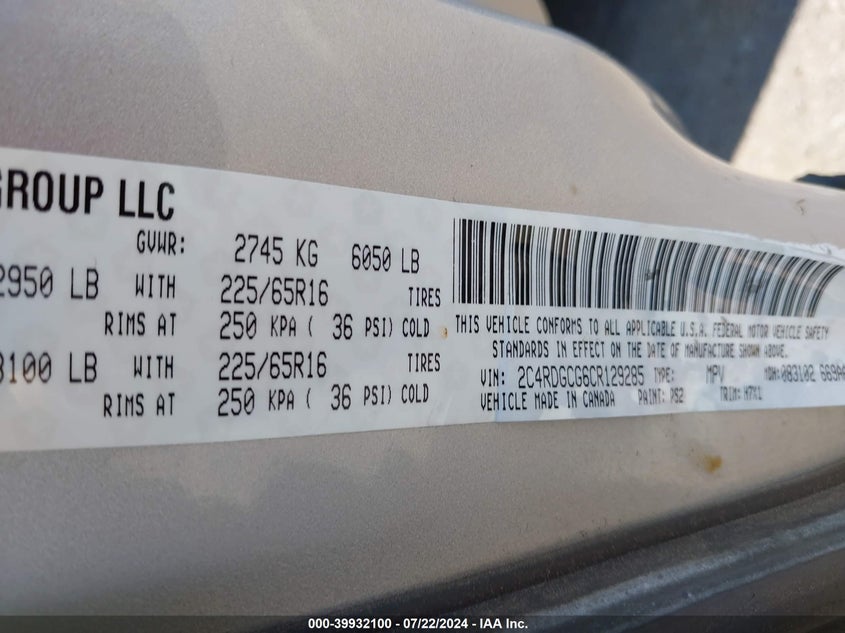 GROUP LLC
GVWR: 2745 KG 6050 LB
2950 LB WITH 225/65R16 TIRES
RIMS AT 250 KPA ( 36 PSI) COLD
3100 LB WITH 225/65R16 TIRES
RIMS AT 250 KPA ( 36 PSI) COLD
THIS VEHICLE CONFORMS TO ALL APPLICABLE U.S.A. FEDERAL MOTOR VEHICLE SAFETY
STANDARDS IN EFFECT ON THE DATE OF MANUFACTURE SHOWN ABOVE.
VIN: 2C4RDGCG6CR129285 TYPE: MPV MDH: 083102
VEHICLE MADE IN CANADA PAINT: PS2 TRIM:
000-39932100 - 07/22/2024 - IAA Inc.